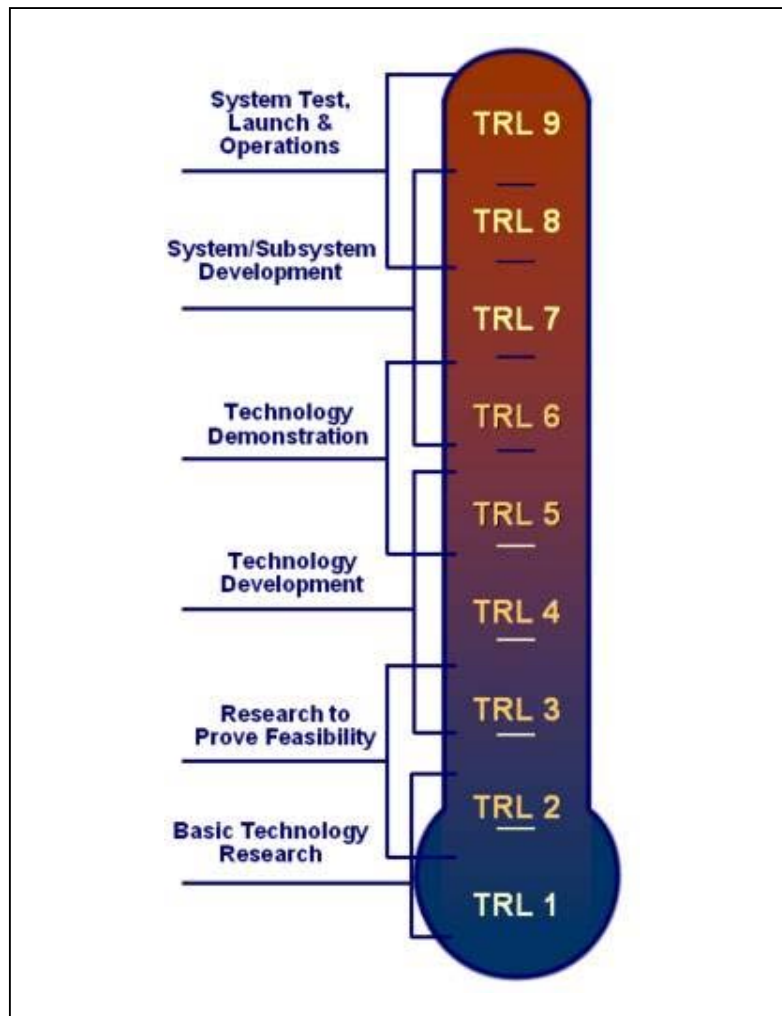 System Test,
Launch &
Operations
System/Subsystem
Development
Technology
Demonstration
Technology
Development
Research to
Prove Feasibility
Basic Technology
Research
TRL 9
TRL 8
TRL 7
TRL 6
TRL 5
TRL 4
TRL 3
TRL 2
TRL 1